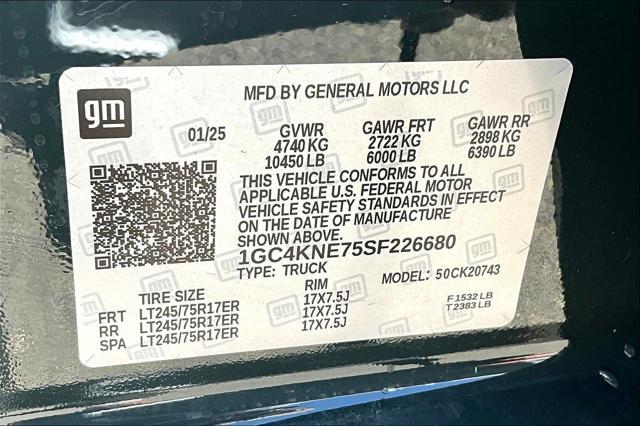 MFD BY GENERAL MOTORS LLC
gm
01/25 GVWR GAWR FRT GAWR RR
4740 KG 2722 KG 2898 KG
10450 LB 6000 LB 6390 LB
THIS VEHICLE CONFORMS TO ALL
APPLICABLE U.S. FEDERAL MOTOR
VEHICLE SAFETY STANDARDS IN EFFECT
ON THE DATE OF MANUFACTURE
SHOWN ABOVE.
1GC4KNE75SF226680
TYPE: TRUCK MODEL: 50CK20743
TIRE SIZE RIM
FRT LT245/75R17ER 17X7.5J F 1532 LB
RR LT245/75R17ER 17X7.5J T 2383 LB
SPA LT245/75R17ER 17X7.5J